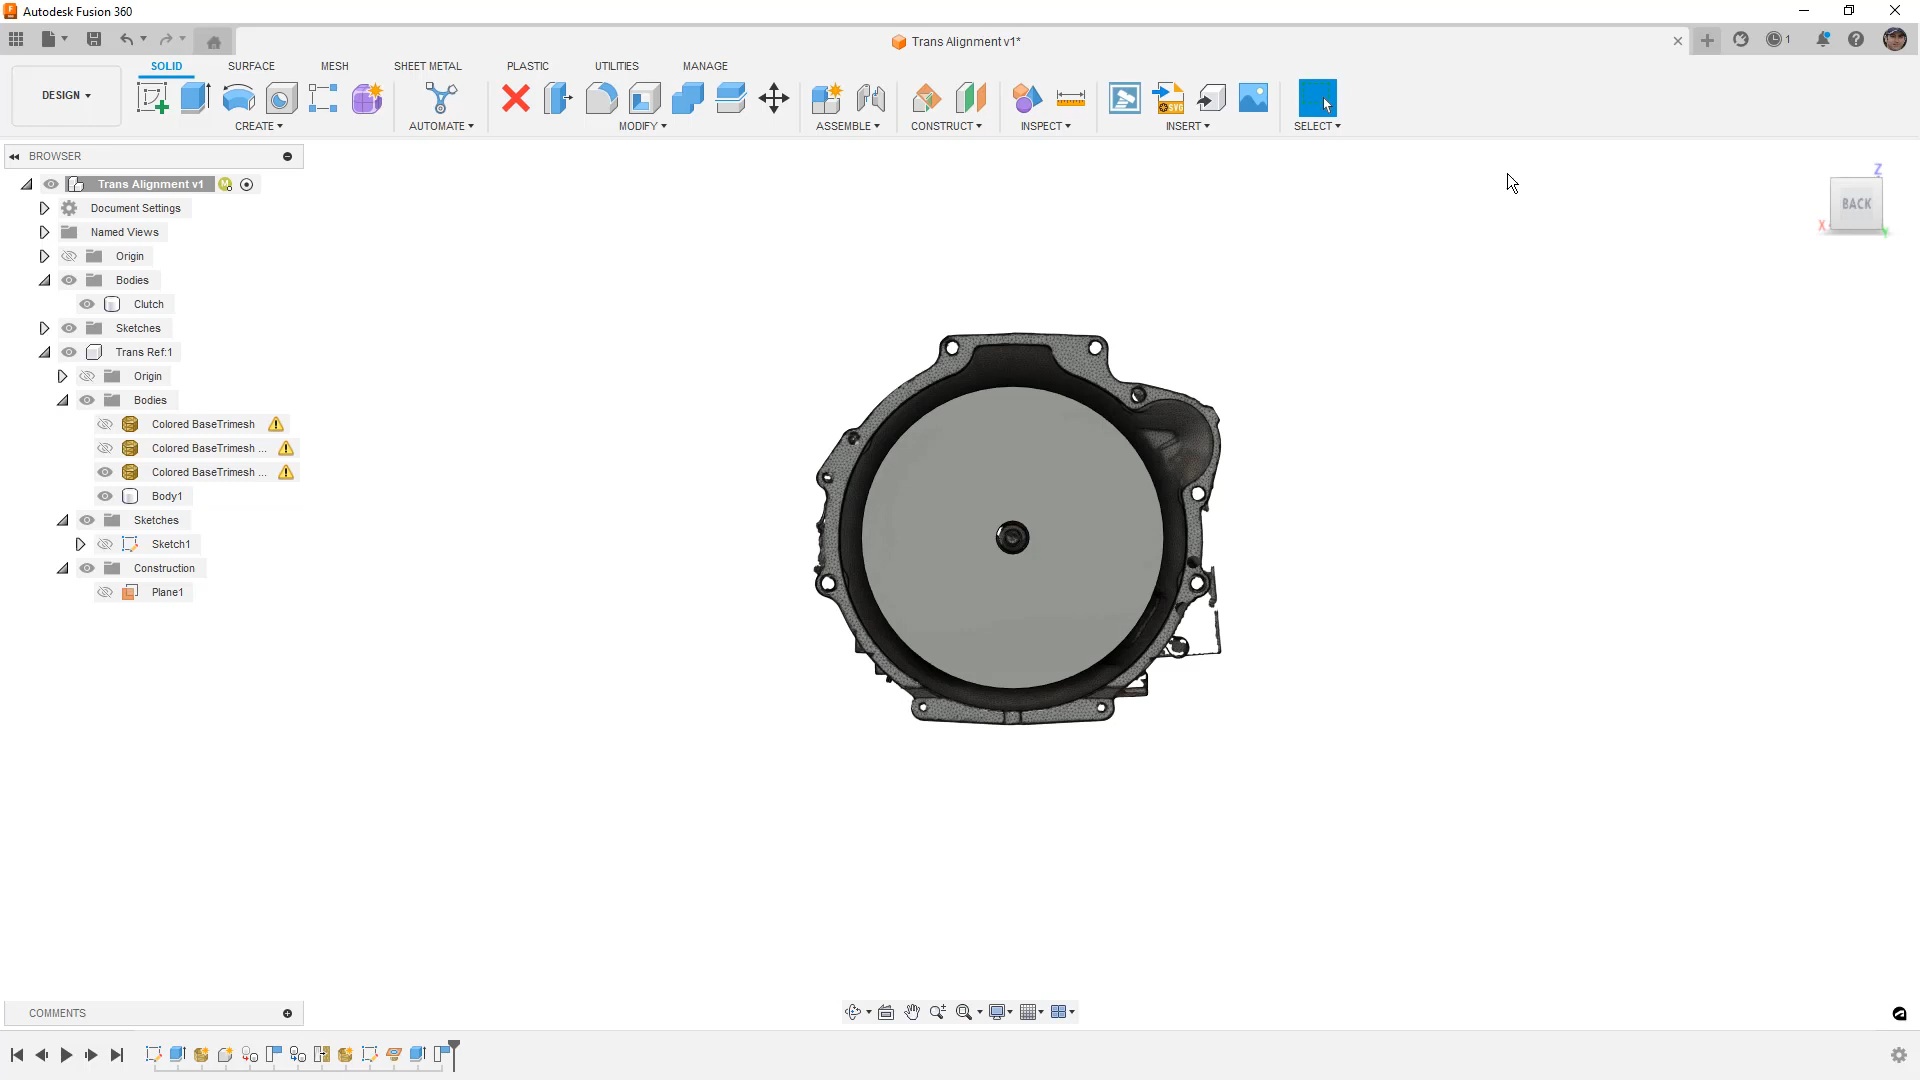 Autodesk Fusion 360
Trans Alignment v1*
1
SOLID SURFACE MESH SHEET METAL PLASTIC UTILITIES MANAGE
DESIGN
SVG
CREATE AUTOMATE MODIFY ASSEMBLE CONSTRUCT INSPECT INSERT SELECT
BROWSER
Trans Alignment v1
Document Settings
Named Views
Origin
Bodies
Clutch
Sketches
Trans Ref:1
Origin
Bodies
Colored BaseTrimesh
Colored BaseTrimesh ...
Colored BaseTrimesh ...
Body1
Sketches
Sketch1
Construction
Plane1
Z
BACK
X
Y
COMMENTS